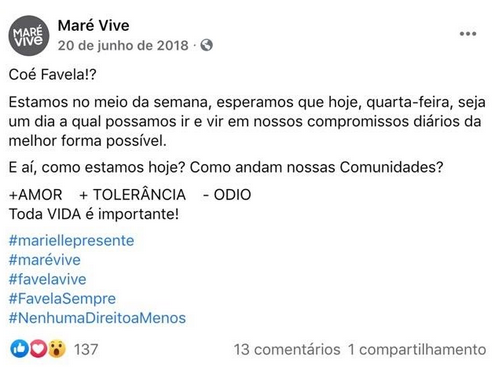 MARÉ
VIVE
Maré Vive
20 de junho de 2018 ·
Coé Favela!?
Estamos no meio da semana, esperamos que hoje, quarta-feira, seja
um dia a qual possamos ir e vir em nossos compromissos diários da
melhor forma possível.
E aí, como estamos hoje? Como andam nossas Comunidades?
+AMOR + TOLERÂNCIA - ODIO
Toda VIDA é importante!
#mariellepresente
#marévive
#favelavive
#FavelaSempre
#NenhumaDireitoaMenos
137 13 comentários 1 compartilhamento